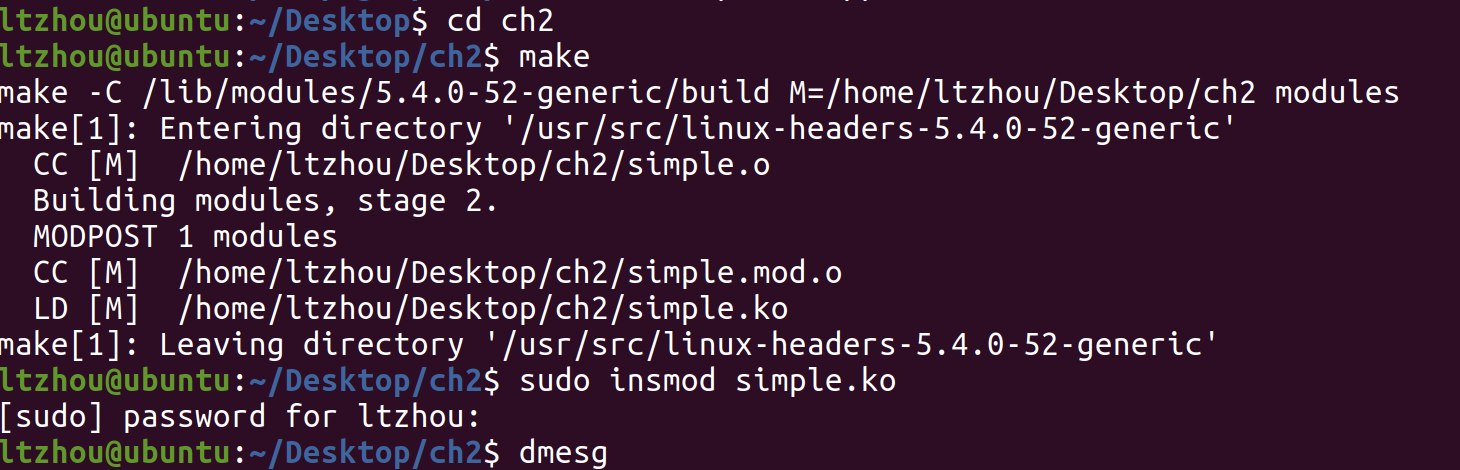 ltzhou@ubuntu:~/Desktop$ cd ch2
ltzhou@ubuntu:~/Desktop/ch2$ make
make -C /lib/modules/5.4.0-52-generic/build M=/home/ltzhou/Desktop/ch2 modules
make[1]: Entering directory '/usr/src/linux-headers-5.4.0-52-generic'
  CC [M]  /home/ltzhou/Desktop/ch2/simple.o
  Building modules, stage 2.
  MODPOST 1 modules
  CC [M]  /home/ltzhou/Desktop/ch2/simple.mod.o
  LD [M]  /home/ltzhou/Desktop/ch2/simple.ko
make[1]: Leaving directory '/usr/src/linux-headers-5.4.0-52-generic'
ltzhou@ubuntu:~/Desktop/ch2$ sudo insmod simple.ko
[sudo] password for ltzhou:
ltzhou@ubuntu:~/Desktop/ch2$ dmesg